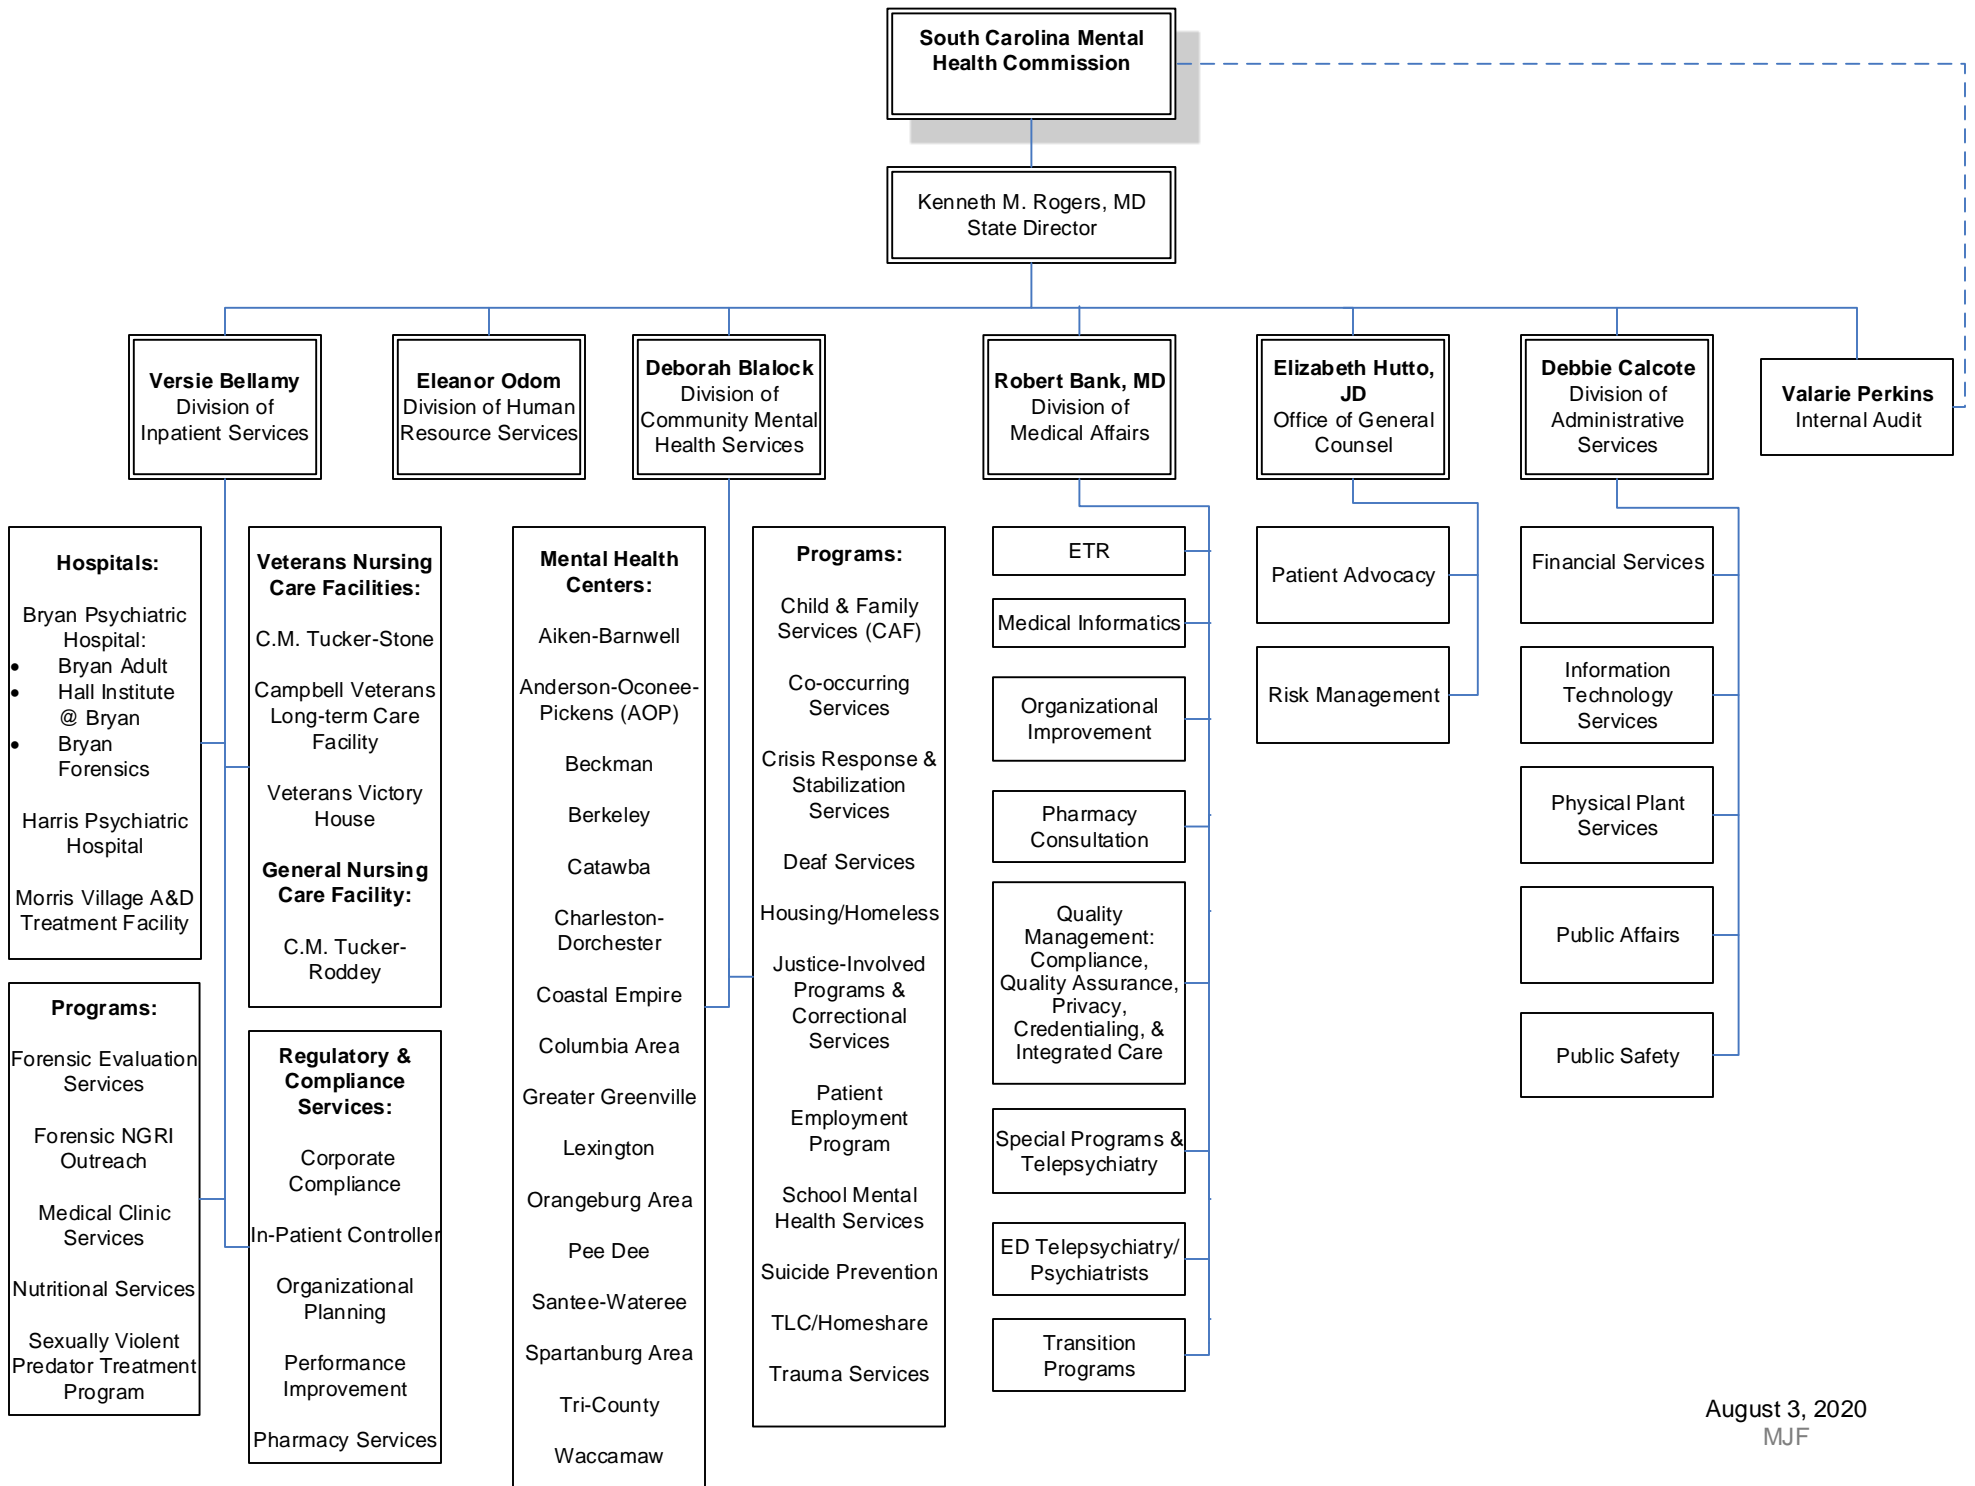 South Carolina Mental
Health Commission
Kenneth M. Rogers, MD
State Director
Versie Bellamy
Division of
Inpatient Services
Eleanor Odom
Division of Human
Resource Services
Deborah Blalock
Division of
Community Mental
Health Services
Robert Bank, MD
Division of
Medical Affairs
Elizabeth Hutto,
JD
Office of General
Counsel
Debbie Calcote
Division of
Administrative
Services
Valarie Perkins
Internal Audit
Hospitals:
Bryan Psychiatric
Hospital:
• Bryan Adult
• Hall Institute
@ Bryan
• Bryan
Forensics
Harris Psychiatric
Hospital
Morris Village A&D
Treatment Facility
Programs:
Forensic Evaluation
Services
Forensic NGRI
Outreach
Medical Clinic
Services
Nutritional Services
Sexually Violent
Predator Treatment
Program
Veterans Nursing
Care Facilities:
C.M. Tucker-Stone
Campbell Veterans
Long-term Care
Facility
Veterans Victory
House
General Nursing
Care Facility:
C.M. Tucker-
Roddey
Regulatory &
Compliance
Services:
Corporate
Compliance
In-Patient Controller
Organizational
Planning
Performance
Improvement
Pharmacy Services
Mental Health
Centers:
Aiken-Barnwell
Anderson-Oconee-
Pickens (AOP)
Beckman
Berkeley
Catawba
Charleston-
Dorchester
Coastal Empire
Columbia Area
Greater Greenville
Lexington
Orangeburg Area
Pee Dee
Santee-Wateree
Spartanburg Area
Tri-County
Waccamaw
Programs:
Child & Family
Services (CAF)
Co-occurring
Services
Crisis Response &
Stabilization
Services
Deaf Services
Housing/Homeless
Justice-Involved
Programs &
Correctional
Services
Patient
Employment
Program
School Mental
Health Services
Suicide Prevention
TLC/Homeshare
Trauma Services
ETR
Medical Informatics
Organizational
Improvement
Pharmacy
Consultation
Quality
Management:
Compliance,
Quality Assurance,
Privacy,
Credentialing, &
Integrated Care
Special Programs &
Telepsychiatry
ED Telepsychiatry/
Psychiatrists
Transition
Programs
Patient Advocacy
Risk Management
Financial Services
Information
Technology
Services
Physical Plant
Services
Public Affairs
Public Safety
August 3, 2020
MJF